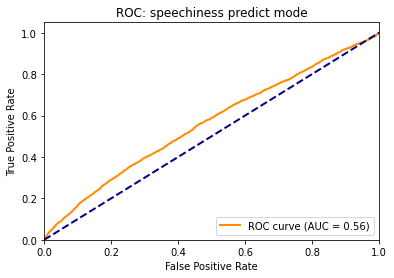 ROC: speechiness predict mode
True Positive Rate
1.0
0.8
0.6
0.4
0.2
0.0
ROC curve (AUC = 0.56)
0.0 0.2 0.4 0.6 0.8 1.0
False Positive Rate